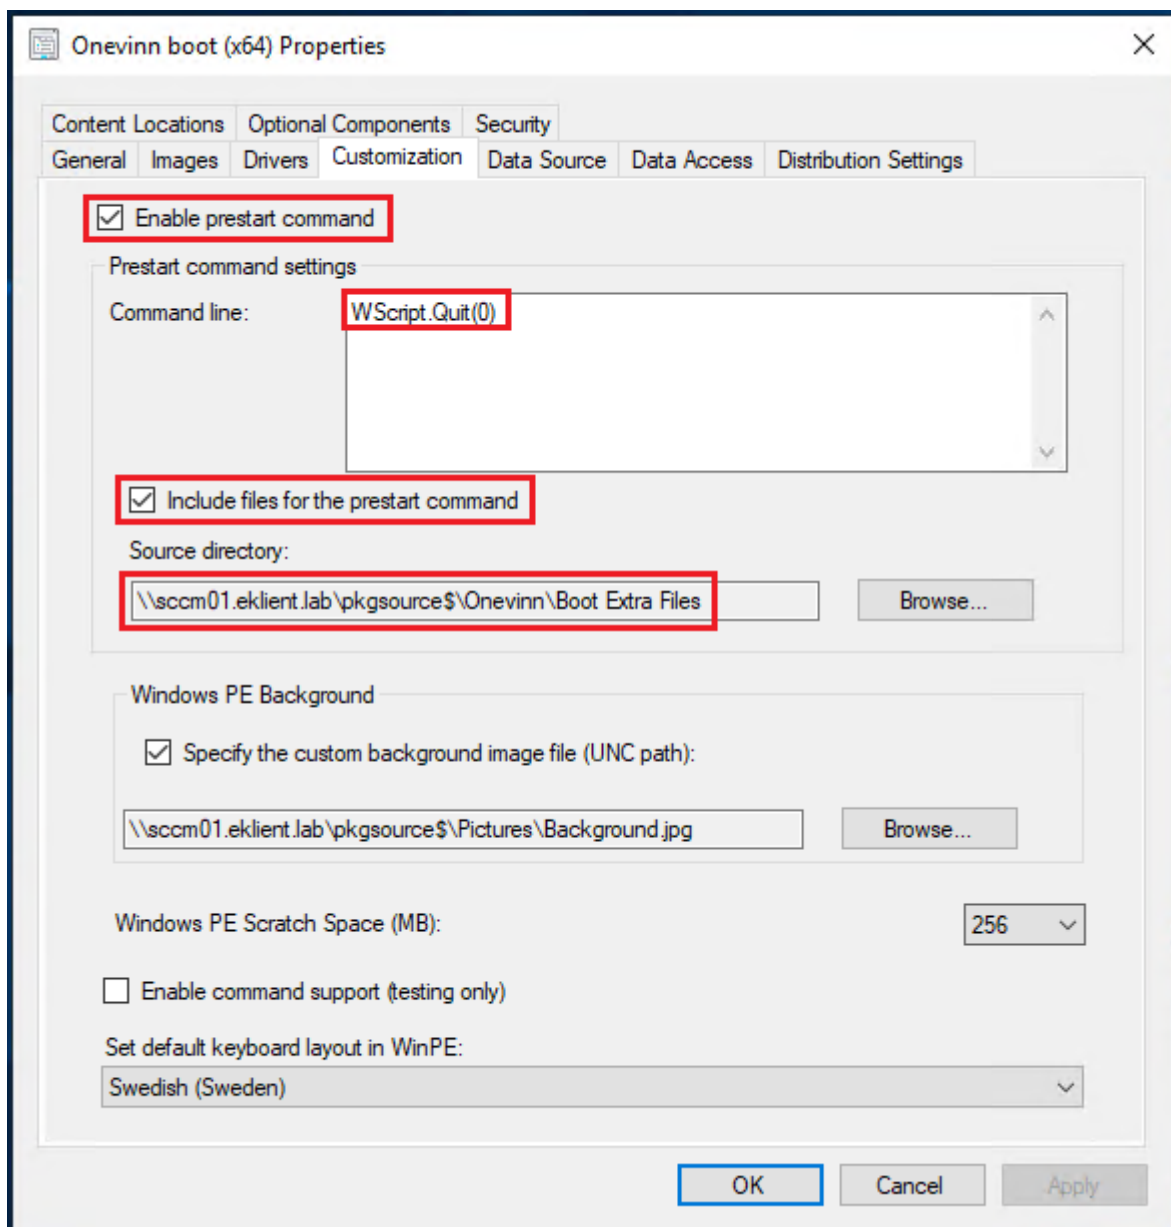 Onevinn boot (x64) Properties
Content Locations Optional Components Security
General Images Drivers Customization Data Source Data Access Distribution Settings
Enable prestart command
Prestart command settings
Command line: WScript.Quit(0)
Include files for the prestart command
Source directory:
\\sccm01.eklient.lab\pkgsource$\Onevinn\Boot Extra Files Browse...
Windows PE Background
Specify the custom background image file (UNC path):
\\sccm01.eklient.lab\pkgsource$\Pictures\Background.jpg Browse...
Windows PE Scratch Space (MB): 256
Enable command support (testing only)
Set default keyboard layout in WinPE:
Swedish (Sweden)
OK Cancel Apply